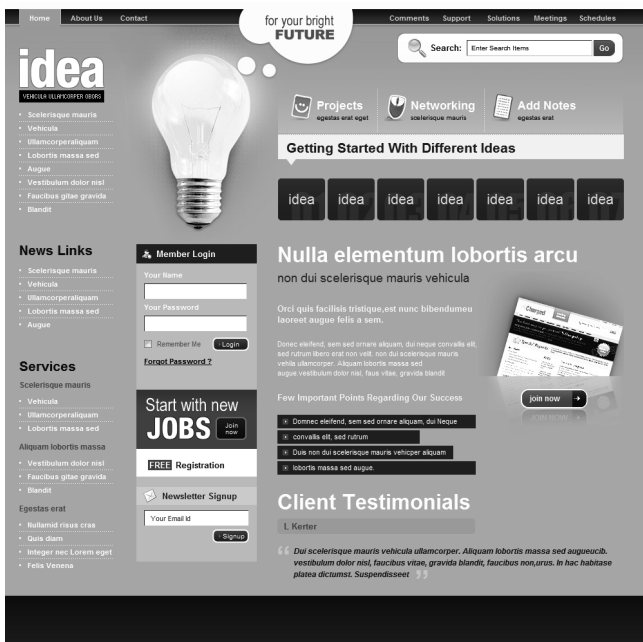 Home About Us Contact
for your bright
FUTURE
Comments Support Solutions Meetings Schedules
Search: Enter Search Items Go
idea
VEHICULA ULLAMCORPER OBORS
Scelerisque mauris
Vehicula
Ullamcorperaliquam
Lobortis massa sed
Augue
Vestibulum dolor nisl
Faucibus gitae gravida
Blandit
Projects
egestas erat eget
Networking
scelerisque mauris
Add Notes
egestas erat
Getting Started With Different Ideas
idea idea idea idea idea idea idea
News Links
Scelerisque mauris
Vehicula
Ullamcorperaliquam
Lobortis massa sed
Augue
Services
Scelerisque mauris
Vehicula
Ullamcorperaliquam
Lobortis massa sed
Aliquam lobortis massa
Vestibulum dolor nisl
Faucibus gitae gravida
Blandit
Egestas erat
Nullamid risus cras
Quis diam
Integer nec Lorem eget
Felis Venena
Member Login
Your Name
Your Password
Remember Me Login
Forgot Password ?
Start with new
JOBS
Join
now
FREE Registration
Newsletter Signup
Your Email Id
Signup
Nulla elementum lobortis arcu
non dui scelerisque mauris vehicula
Orci quis facilisis tristique,est nunc bibendumeu
laoreet augue felis a sem.
Donec eleifend, sem sed ornare aliquam, dui neque convallis elit,
sed rutrum libero erat non velit. non dui scelerisque mauris
vehila ullamcorper. Aliquam lobortis massa sed
augue.vestibulum dolor nisl, faus vitae, gravida blandit
join now
Few Important Points Regarding Our Success
Domnec eleifend, sem sed ornare aliquam, dui Neque
convallis elit, sed rutrum
Duis non dui scelerisque mauris vehicper aliquam
lobortis massa sed augue.
Client Testimonials
L Kerter
“ Dui scelerisque mauris vehicula ullamcorper. Aliquam lobortis massa sed augueucib.
vestibulum dolor nisl, faucibus vitae, gravida blandit, faucibus non,urus. In hac habitase
platea dictumst. Suspendisseet ”